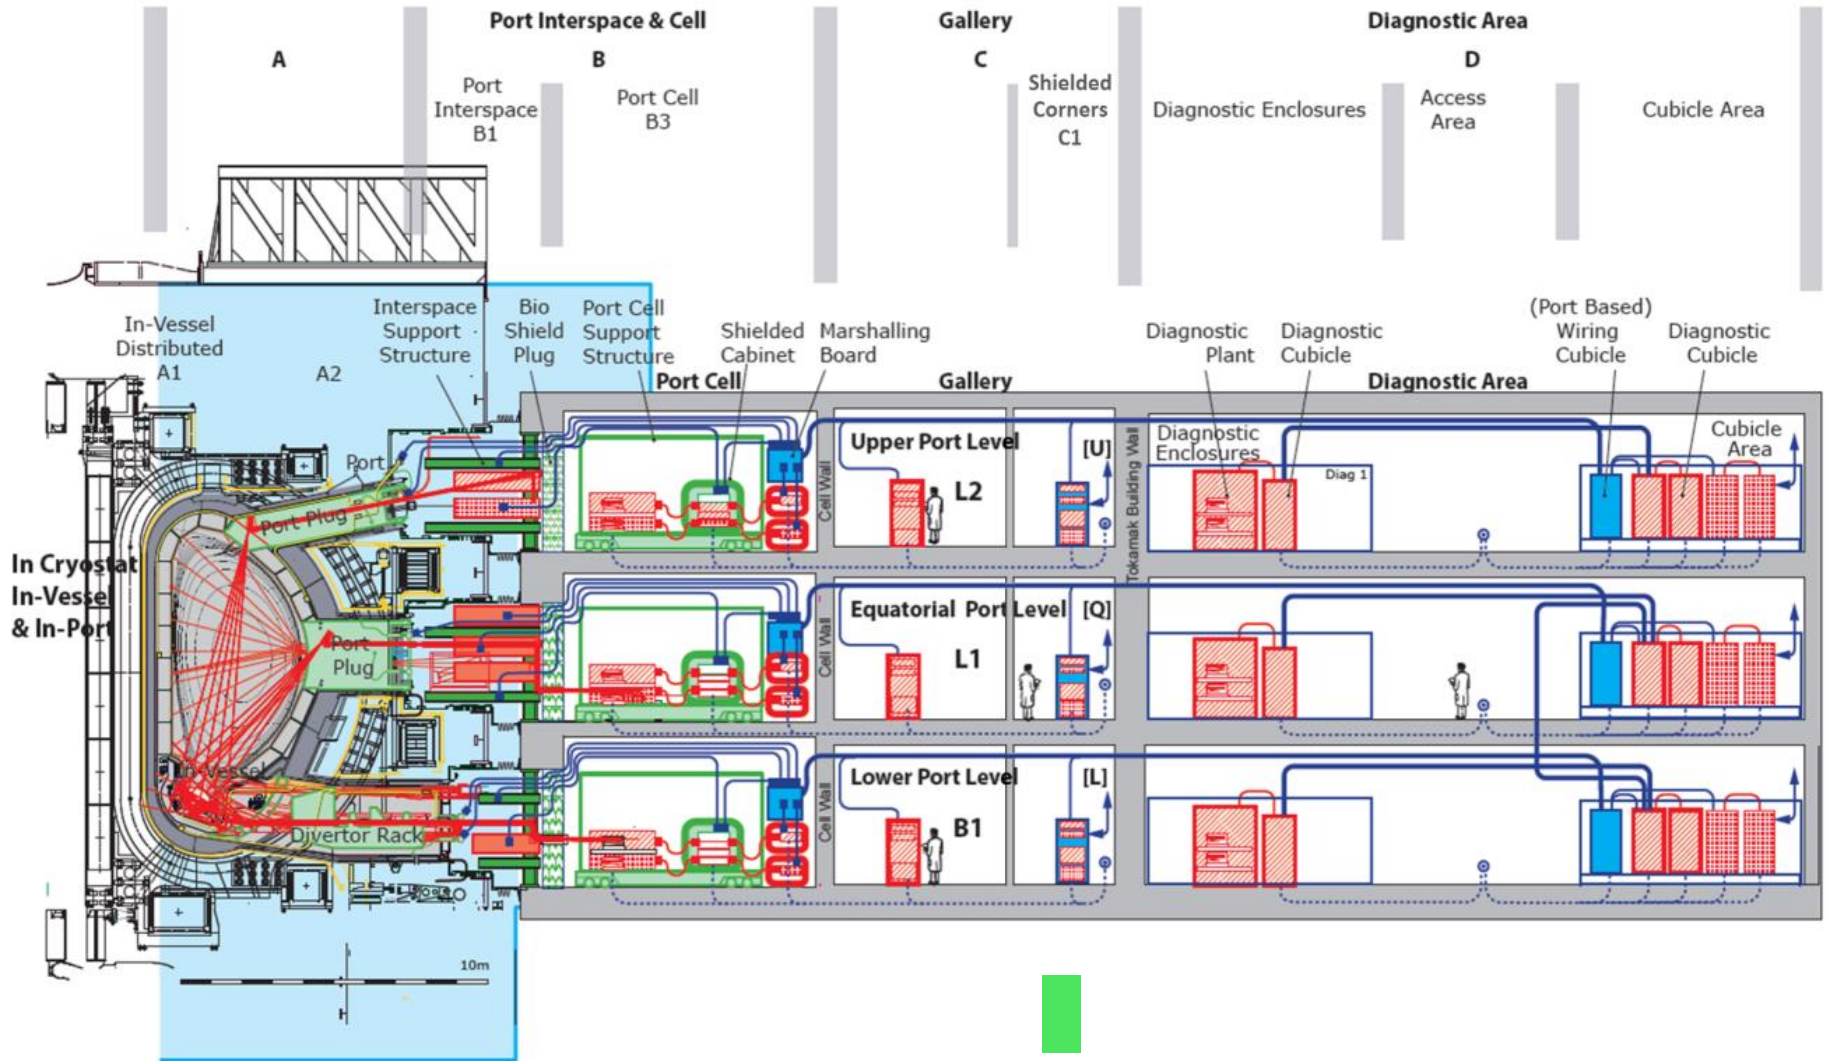 Port Interspace & Cell
Gallery
Diagnostic Area
A
B
C
D
Port
Interspace
B1
Port Cell
B3
Shielded
Corners
C1
Diagnostic Enclosures
Access
Area
Cubicle Area
In-Vessel
Distributed
A1
A2
Interspace
Support
Structure
Bio
Shield
Plug
Port Cell
Support
Structure
Shielded
Cabinet
Marshalling
Board
Diagnostic
Plant
Diagnostic
Cubicle
(Port Based)
Wiring
Cubicle
Diagnostic
Cubicle
Port Cell
Gallery
Diagnostic Area
Port
Port Plug
Cell Wall
Upper Port Level
[U]
L2
Tokamak Building Wall
Diagnostic
Enclosures
Diag 1
Cubicle
Area
In Cryostat
In-Vessel
& In-Port
Port
Plug
Cell Wall
Equatorial Port Level
[Q]
L1
In-Vessel
Divertor Rack
Cell Wall
Lower Port Level
[L]
B1
10m